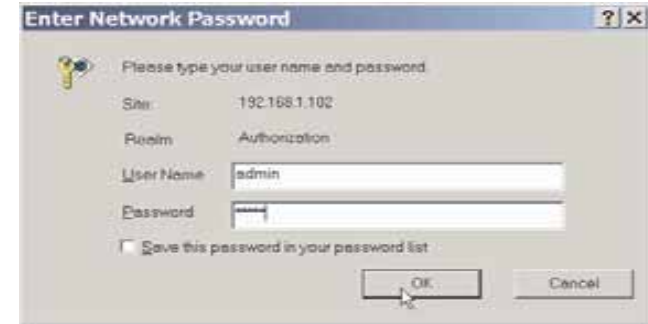 Enter Network Password
Please type your user name and password.
Site: 192.168.1.102
Realm Authorization
User Name admin
Password *****
Save this password in your password list
OK Cancel